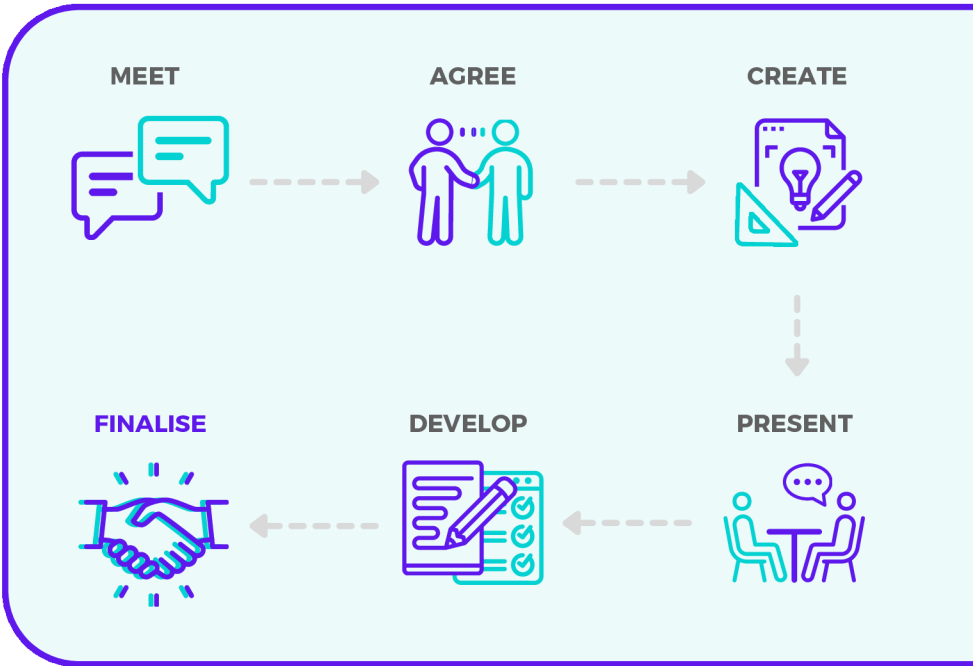 MEET
AGREE
CREATE
FINALISE
DEVELOP
PRESENT